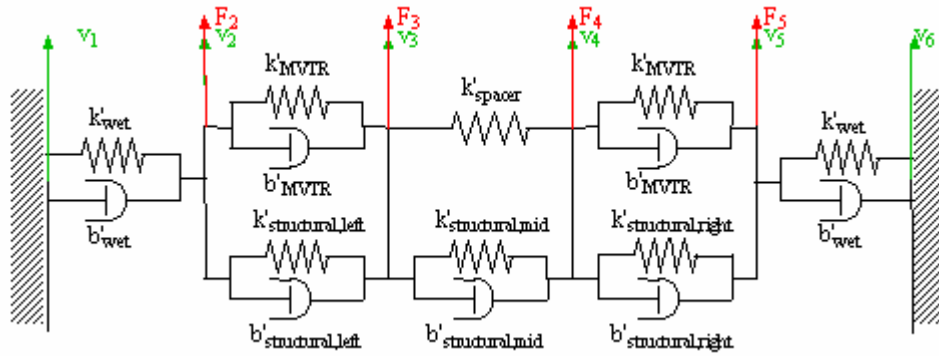 v1 F2 v2 F3 v3 F4 v4 F5 v5 v6
k'MVTR k'spacer k'MVTR
k'wet k'wet
b'MVTR b'MVTR
b'wet k'structural,left k'structural,mid k'structural,right b'wet
b'structural,left b'structural,mid b'structural,right